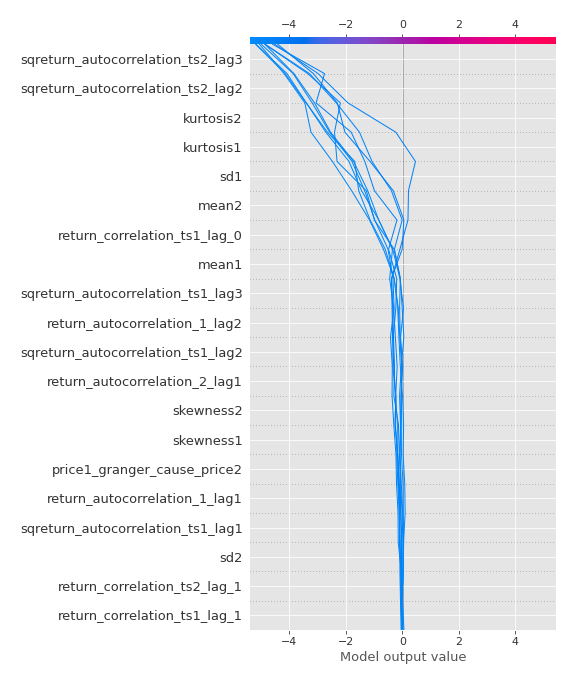 −4 −2 0 2 4
sqreturn_autocorrelation_ts2_lag3
sqreturn_autocorrelation_ts2_lag2
kurtosis2
kurtosis1
sd1
mean2
return_correlation_ts1_lag_0
mean1
sqreturn_autocorrelation_ts1_lag3
return_autocorrelation_1_lag2
sqreturn_autocorrelation_ts1_lag2
return_autocorrelation_2_lag1
skewness2
skewness1
price1_granger_cause_price2
return_autocorrelation_1_lag1
sqreturn_autocorrelation_ts1_lag1
sd2
return_correlation_ts2_lag_1
return_correlation_ts1_lag_1
−4 −2 0 2 4
Model output value